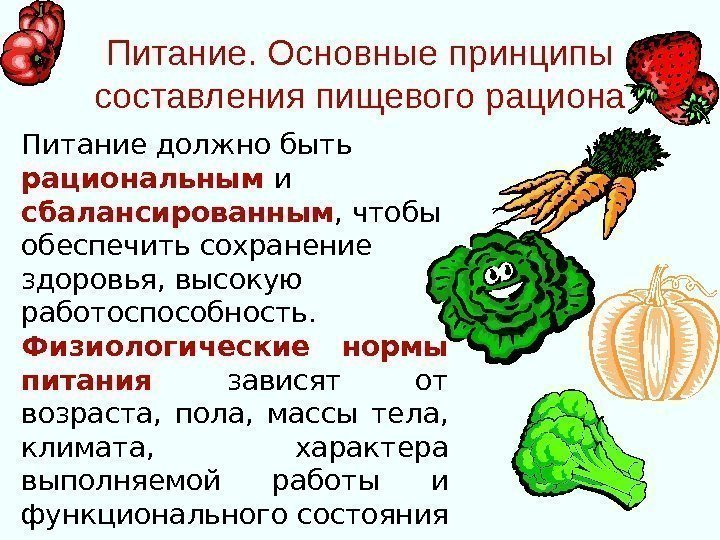 Питание. Основные принципы
составления пищевого рациона
Питание должно быть
рациональным и
сбалансированным, чтобы
обеспечить сохранение
здоровья, высокую
работоспособность.
Физиологические нормы
питания зависят от
возраста, пола, массы тела,
климата, характера
выполняемой работы и
функционального состояния